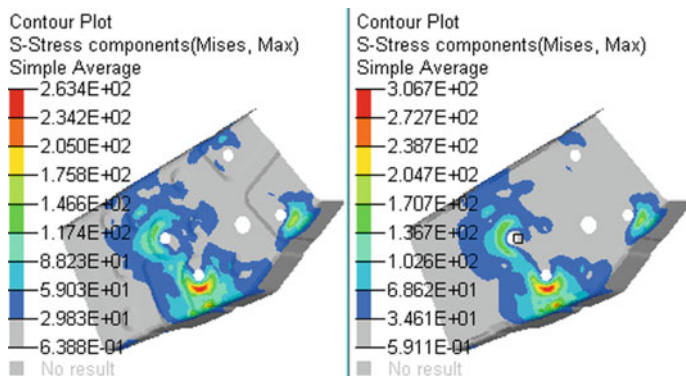 Contour Plot
S-Stress components(Mises, Max)
Simple Average
2.634E+02
2.342E+02
2.050E+02
1.758E+02
1.466E+02
1.174E+02
8.823E+01
5.903E+01
2.983E+01
6.388E-01
No result
Contour Plot
S-Stress components(Mises, Max)
Simple Average
3.067E+02
2.727E+02
2.387E+02
2.047E+02
1.707E+02
1.367E+02
1.026E+02
6.862E+01
3.461E+01
5.911E-01
No result